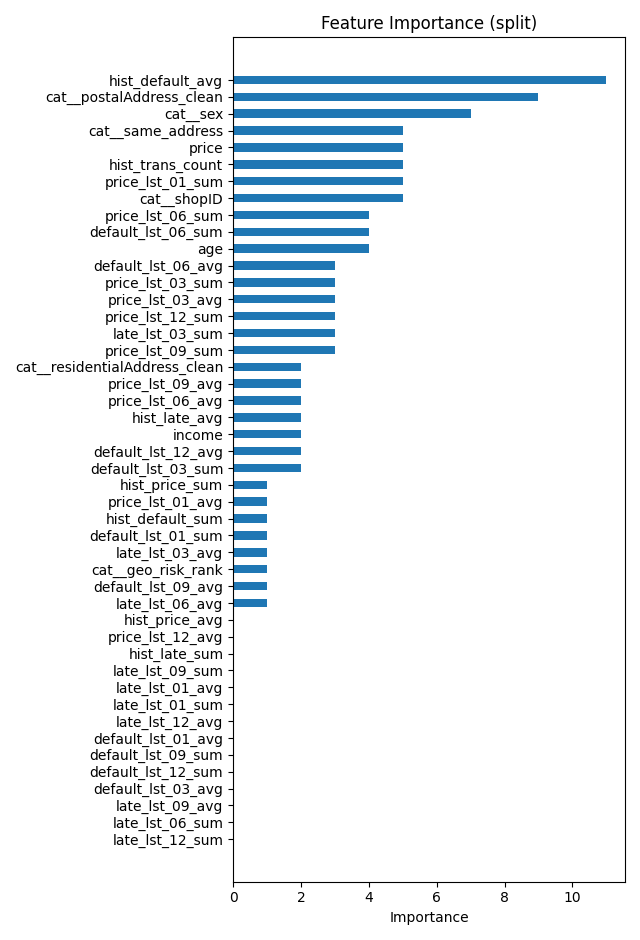 Feature Importance (split)
hist_default_avg
cat__postalAddress_clean
cat__sex
cat__same_address
price
hist_trans_count
price_lst_01_sum
cat__shopID
price_lst_06_sum
default_lst_06_sum
age
default_lst_06_avg
price_lst_03_sum
price_lst_03_avg
price_lst_12_sum
late_lst_03_sum
price_lst_09_sum
cat__residentialAddress_clean
price_lst_09_avg
price_lst_06_avg
hist_late_avg
income
default_lst_12_avg
default_lst_03_sum
hist_price_sum
price_lst_01_avg
hist_default_sum
default_lst_01_sum
late_lst_03_avg
cat__geo_risk_rank
default_lst_09_avg
late_lst_06_avg
hist_price_avg
price_lst_12_avg
hist_late_sum
late_lst_09_sum
late_lst_01_avg
late_lst_01_sum
late_lst_12_avg
default_lst_01_avg
default_lst_09_sum
default_lst_12_sum
default_lst_03_avg
late_lst_09_avg
late_lst_06_sum
late_lst_12_sum
0 2 4 6 8 10
Importance